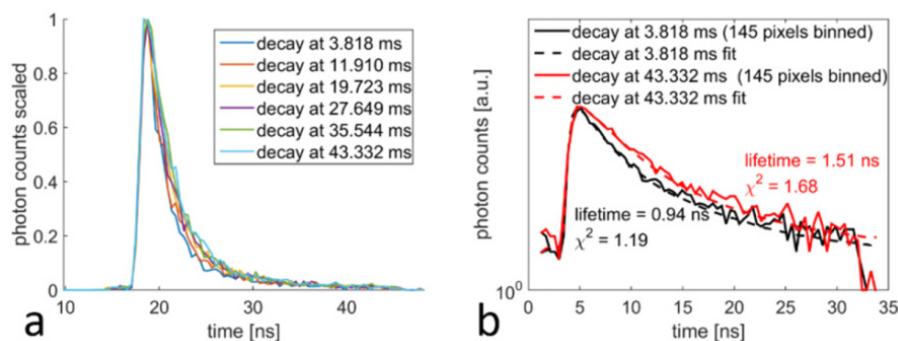 photon counts scaled
1
0.8
0.6
0.4
0.2
0
10 20 30 40
time [ns]
decay at 3.818 ms
decay at 11.910 ms
decay at 19.723 ms
decay at 27.649 ms
decay at 35.544 ms
decay at 43.332 ms
a
photon counts [a.u.]
10⁰
0 5 10 15 20 25 30 35
time [ns]
decay at 3.818 ms (145 pixels binned)
decay at 3.818 ms fit
decay at 43.332 ms (145 pixels binned)
decay at 43.332 ms fit
lifetime = 1.51 ns
χ² = 1.68
lifetime = 0.94 ns
χ² = 1.19
b